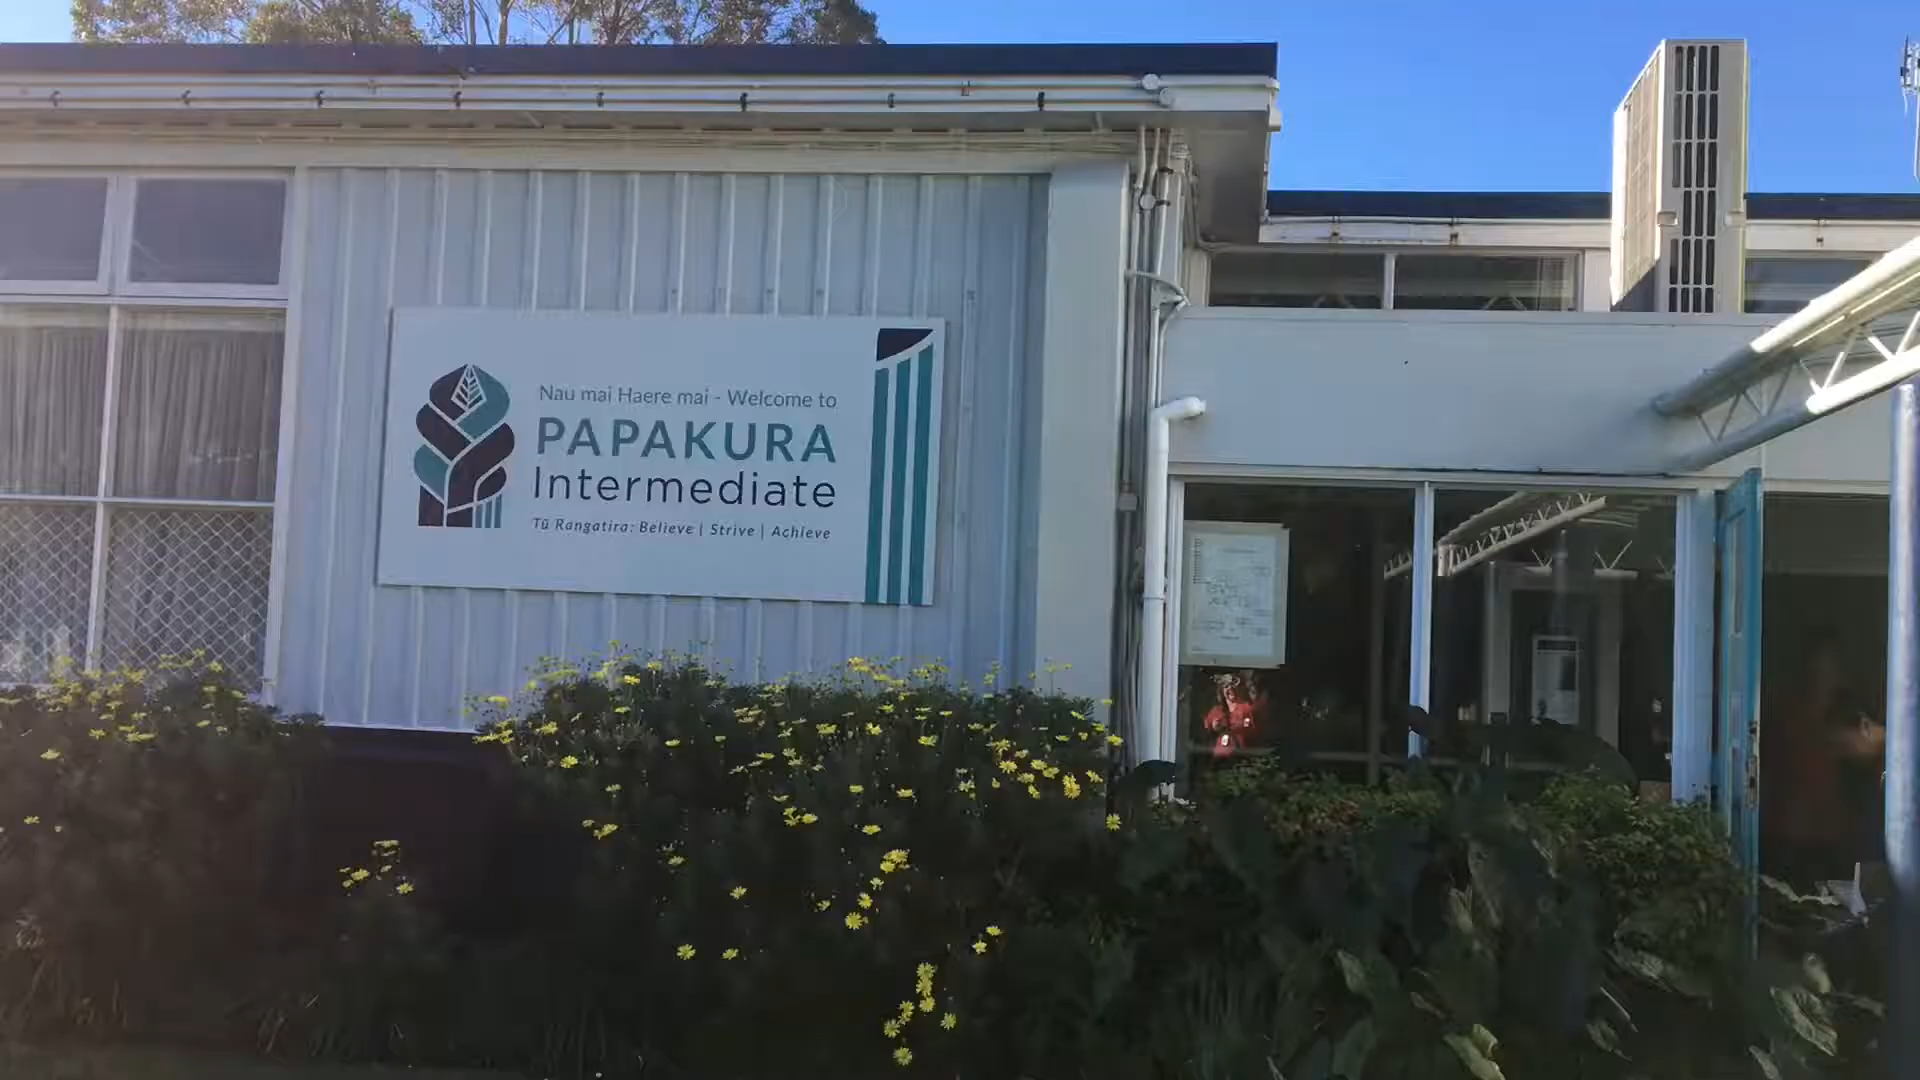 Nau mai Haere mai - Welcome to
PAPAKURA
Intermediate
Tū Rangatira: Believe | Strive | Achieve